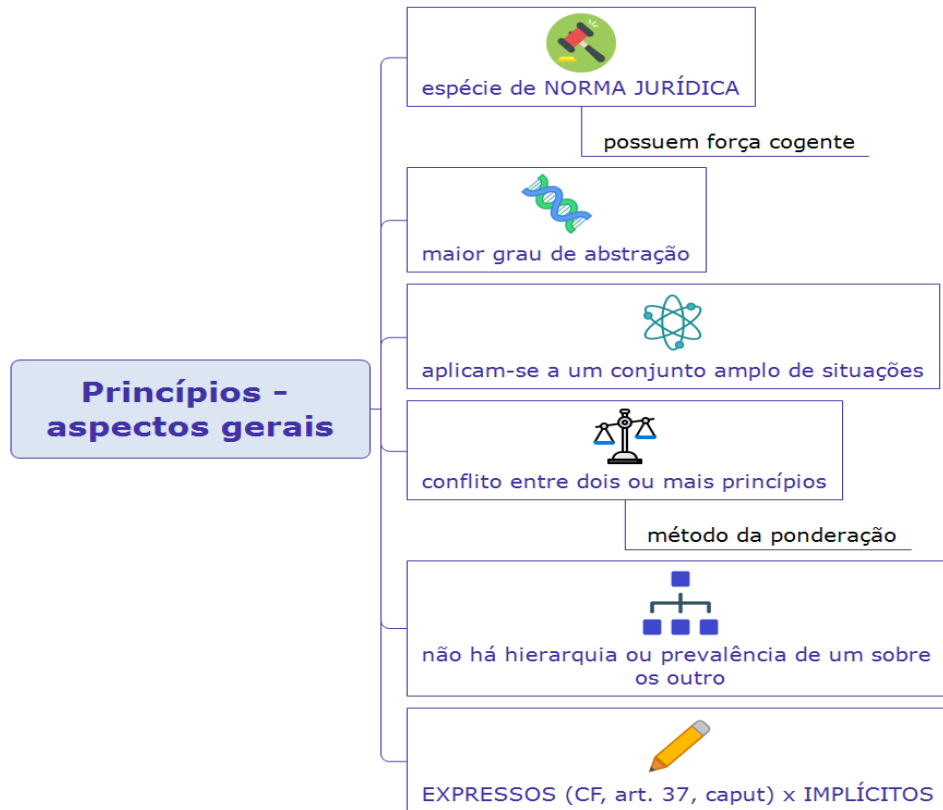 Princípios -
aspectos gerais
espécie de NORMA JURÍDICA
possuem força cogente
maior grau de abstração
aplicam-se a um conjunto amplo de situações
conflito entre dois ou mais princípios
método da ponderação
não há hierarquia ou prevalência de um sobre
os outro
EXPRESSOS (CF, art. 37, caput) x IMPLÍCITOS